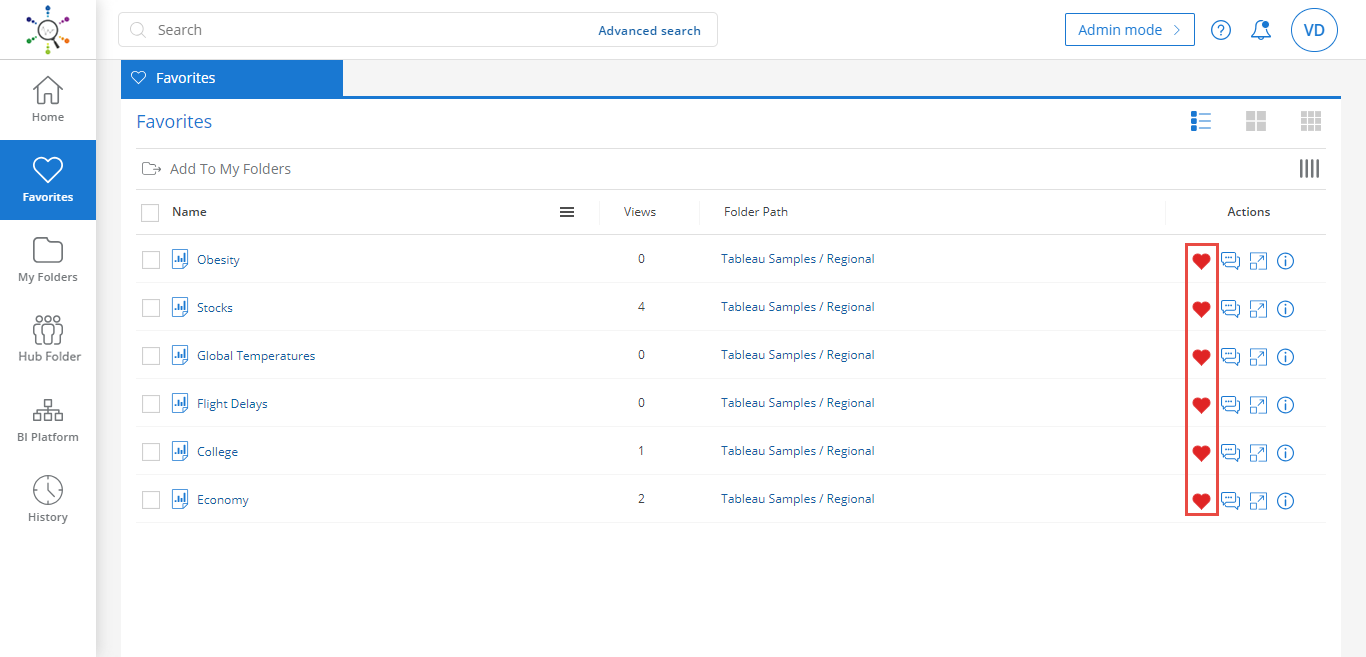 Search Advanced search Admin mode VD
Favorites
Home
Favorites
Favorites
Add To My Folders
Name Views Folder Path Actions
Obesity 0 Tableau Samples / Regional
My Folders
Stocks 4 Tableau Samples / Regional
Hub Folder
Global Temperatures 0 Tableau Samples / Regional
Flight Delays 0 Tableau Samples / Regional
BI Platform
College 1 Tableau Samples / Regional
Economy 2 Tableau Samples / Regional
History